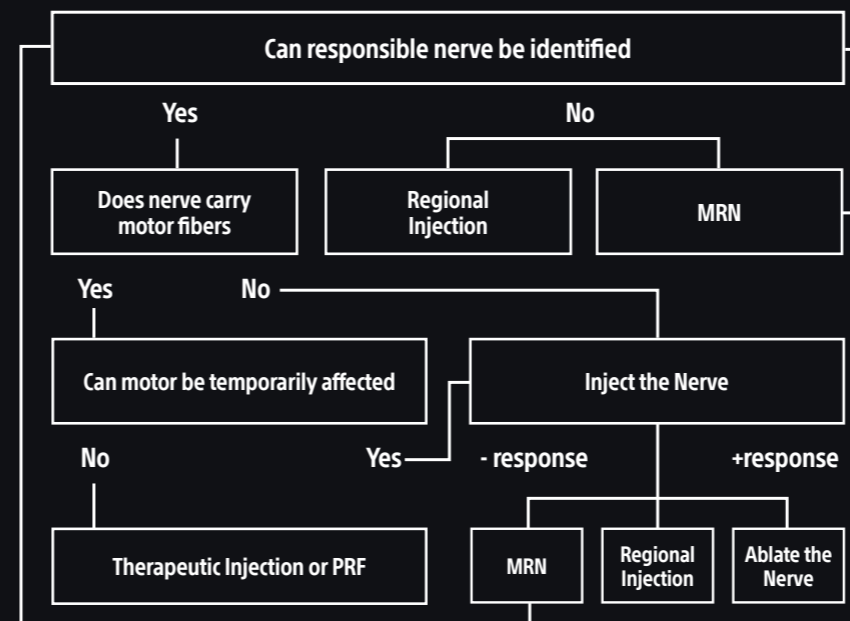 Can responsible nerve be identified
Yes
No
Does nerve carry
motor fibers
Regional
Injection
MRN
Yes
No
Can motor be temporarily affected
Inject the Nerve
No
Yes
- response
+response
Therapeutic Injection or PRF
MRN
Regional
Injection
Ablate the
Nerve